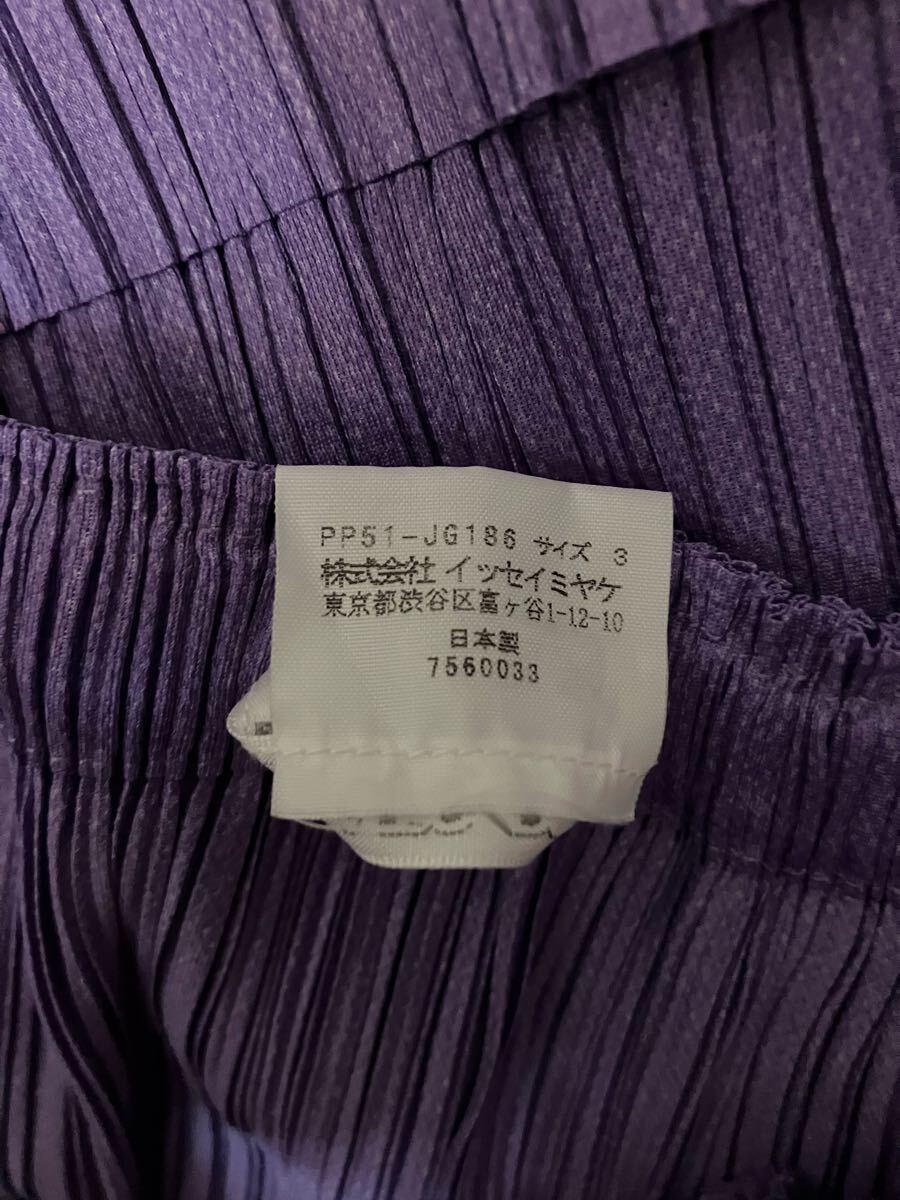 PP51-JG186 サイズ 3
株式会社 イッセイミヤケ
東京都渋谷区富ヶ谷1-12-10
日本製
7560033